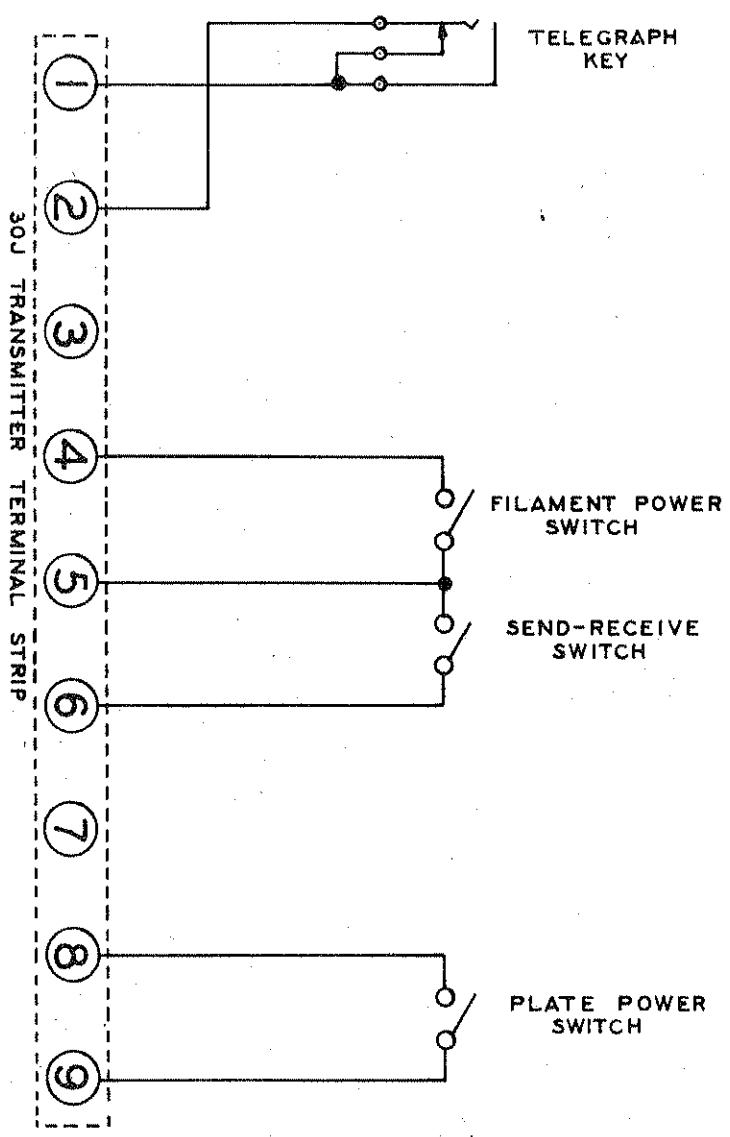 TELEGRAPH
KEY
1
2
3
4
5
6
7
8
9
30J TRANSMITTER TERMINAL STRIP
FILAMENT POWER
SWITCH
SEND-RECEIVE
SWITCH
PLATE POWER
SWITCH